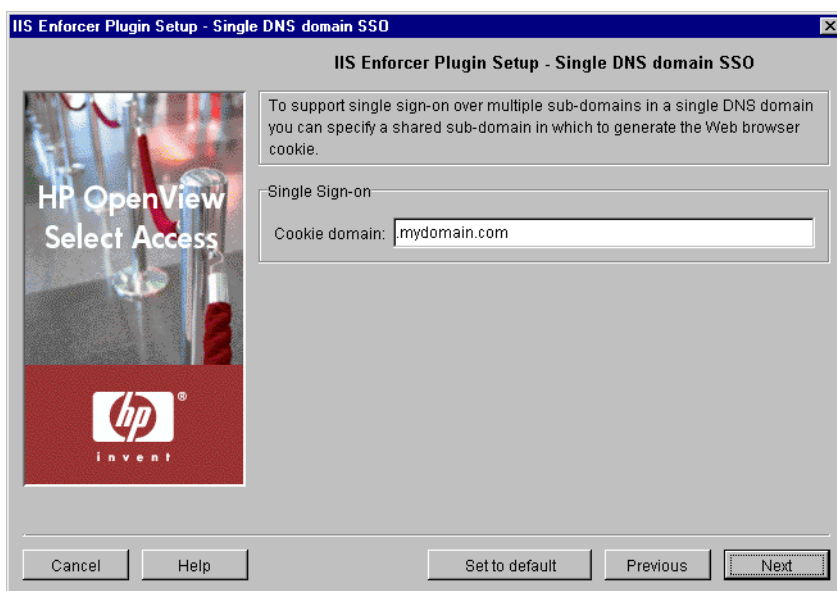 IIS Enforcer Plugin Setup - Single DNS domain SSO
IIS Enforcer Plugin Setup - Single DNS domain SSO
HP OpenView
Select Access
hp
®
invent
To support single sign-on over multiple sub-domains in a single DNS domain
you can specify a shared sub-domain in which to generate the Web browser
cookie.
Single Sign-on
Cookie domain: .mydomain.com
Cancel Help Set to default Previous Next